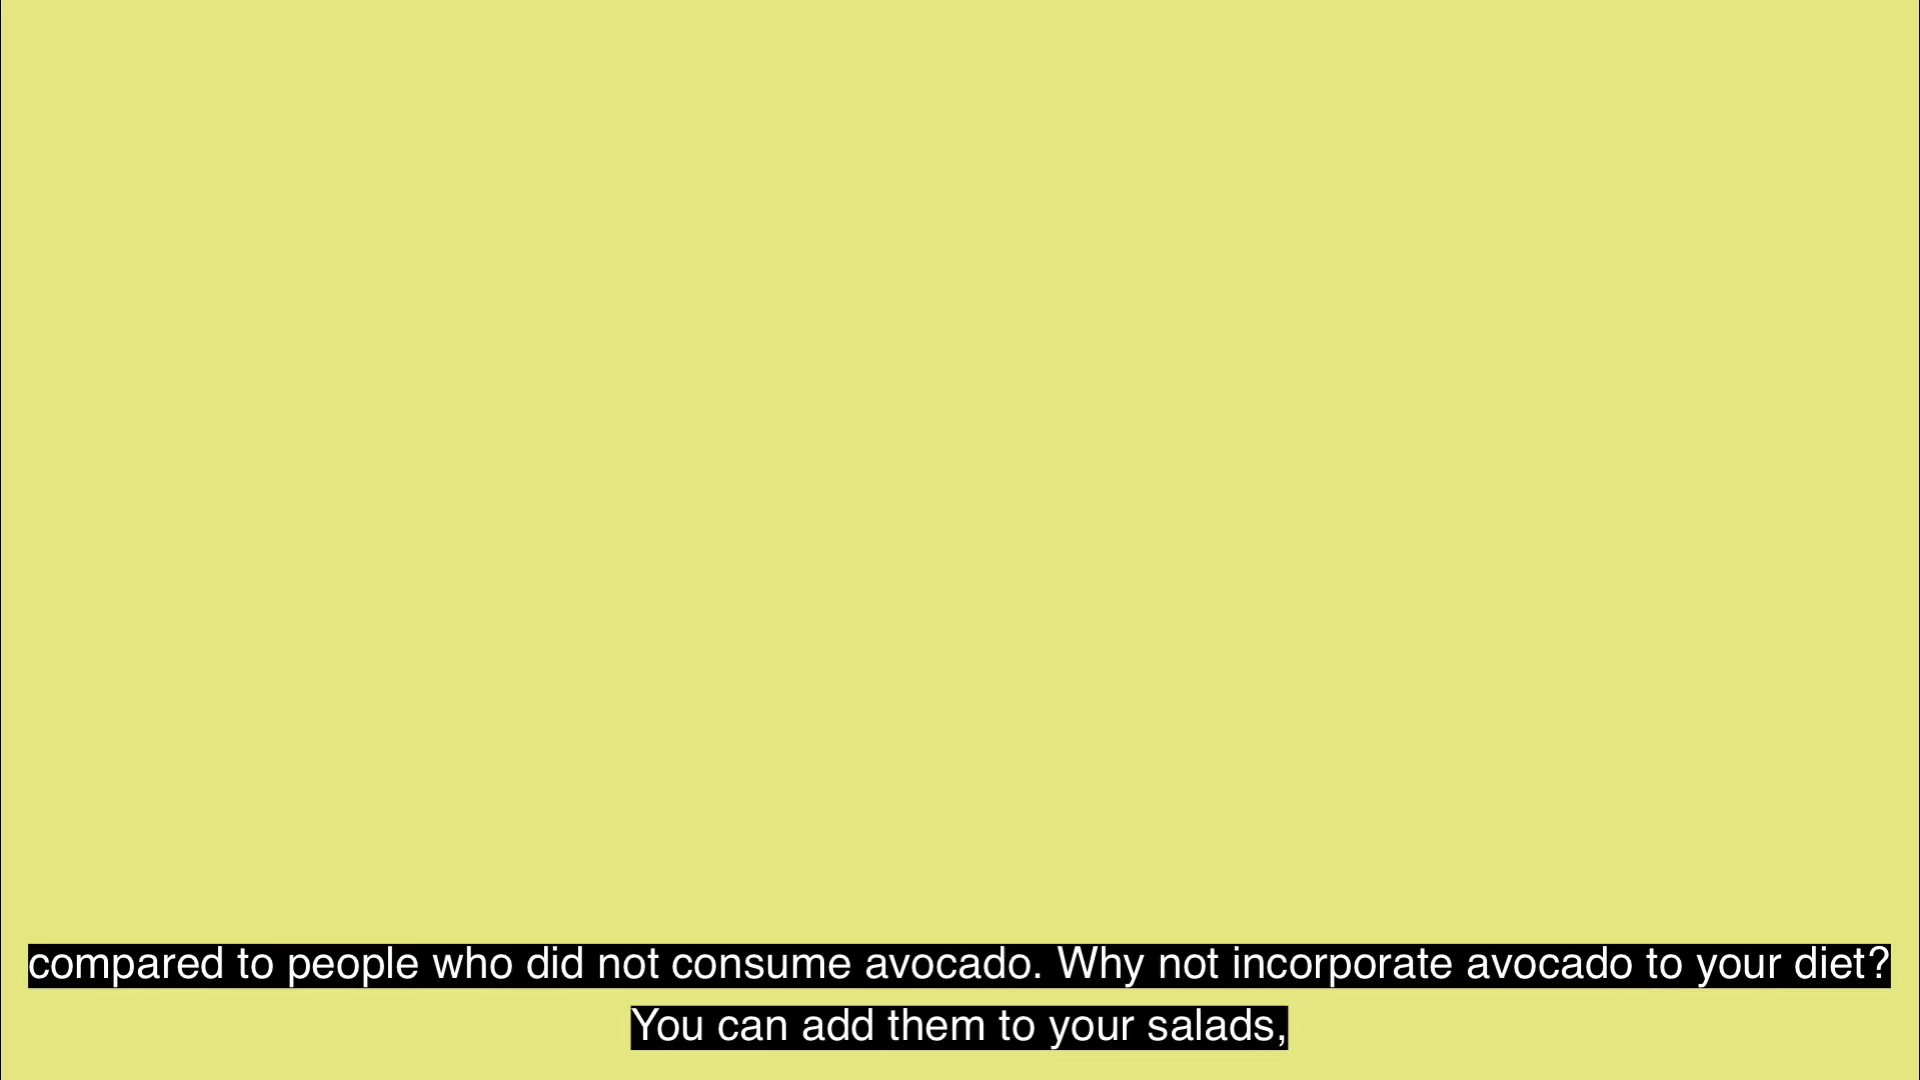 compared to people who did not consume avocado. Why not incorporate avocado to your diet?
You can add them to your salads,